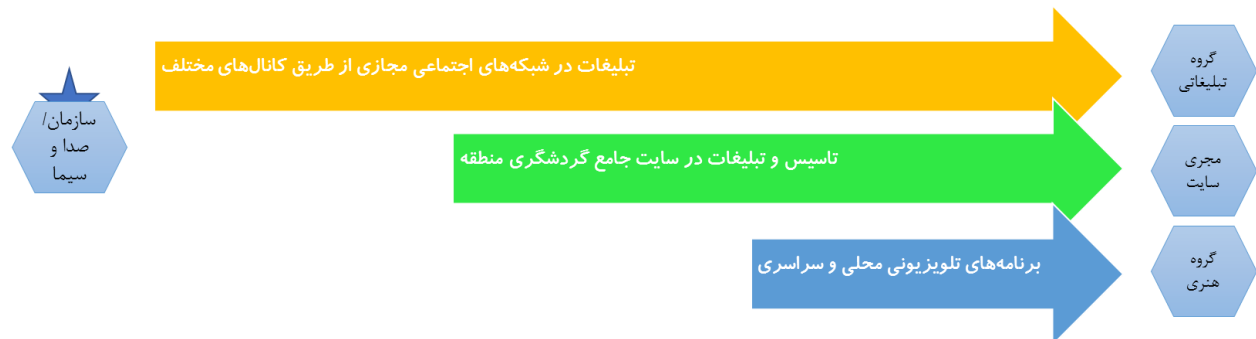 تبلیغات در شبکه‌های اجتماعی مجازی از طریق کانال‌های مختلف
گروه
تبلیغاتی
سازمان/
صدا و
سیما
تاسیس و تبلیغات در سایت جامع گردشگری منطقه
مجری
سایت
برنامه‌های تلویزیونی محلی و سراسری
گروه
هنری